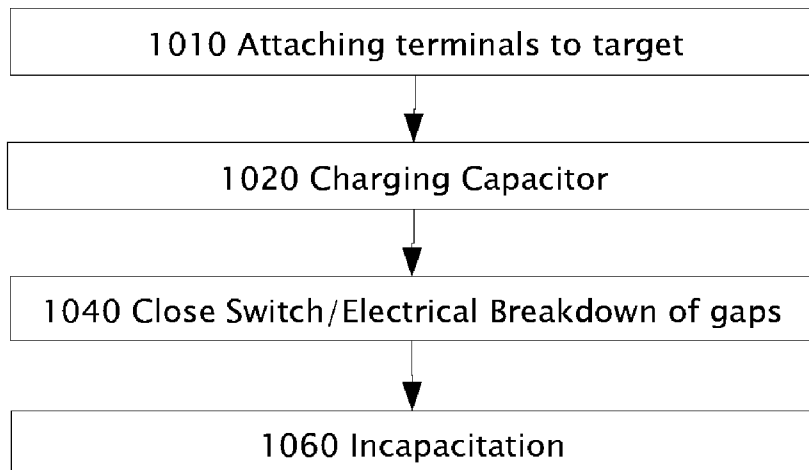 1010 Attaching terminals to target
1020 Charging Capacitor
1040 Close Switch/Electrical Breakdown of gaps
1060 Incapacitation